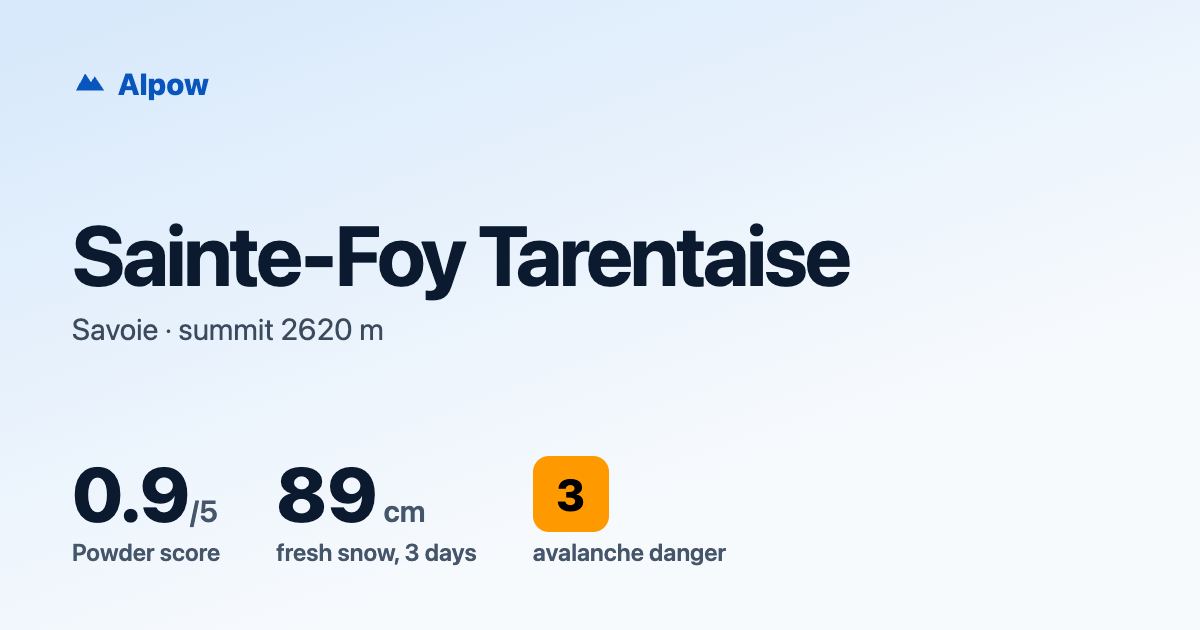 Alpow
Sainte-Foy Tarentaise
Savoie · summit 2620 m
0.9/5 89 cm 3
Powder score fresh snow, 3 days avalanche danger